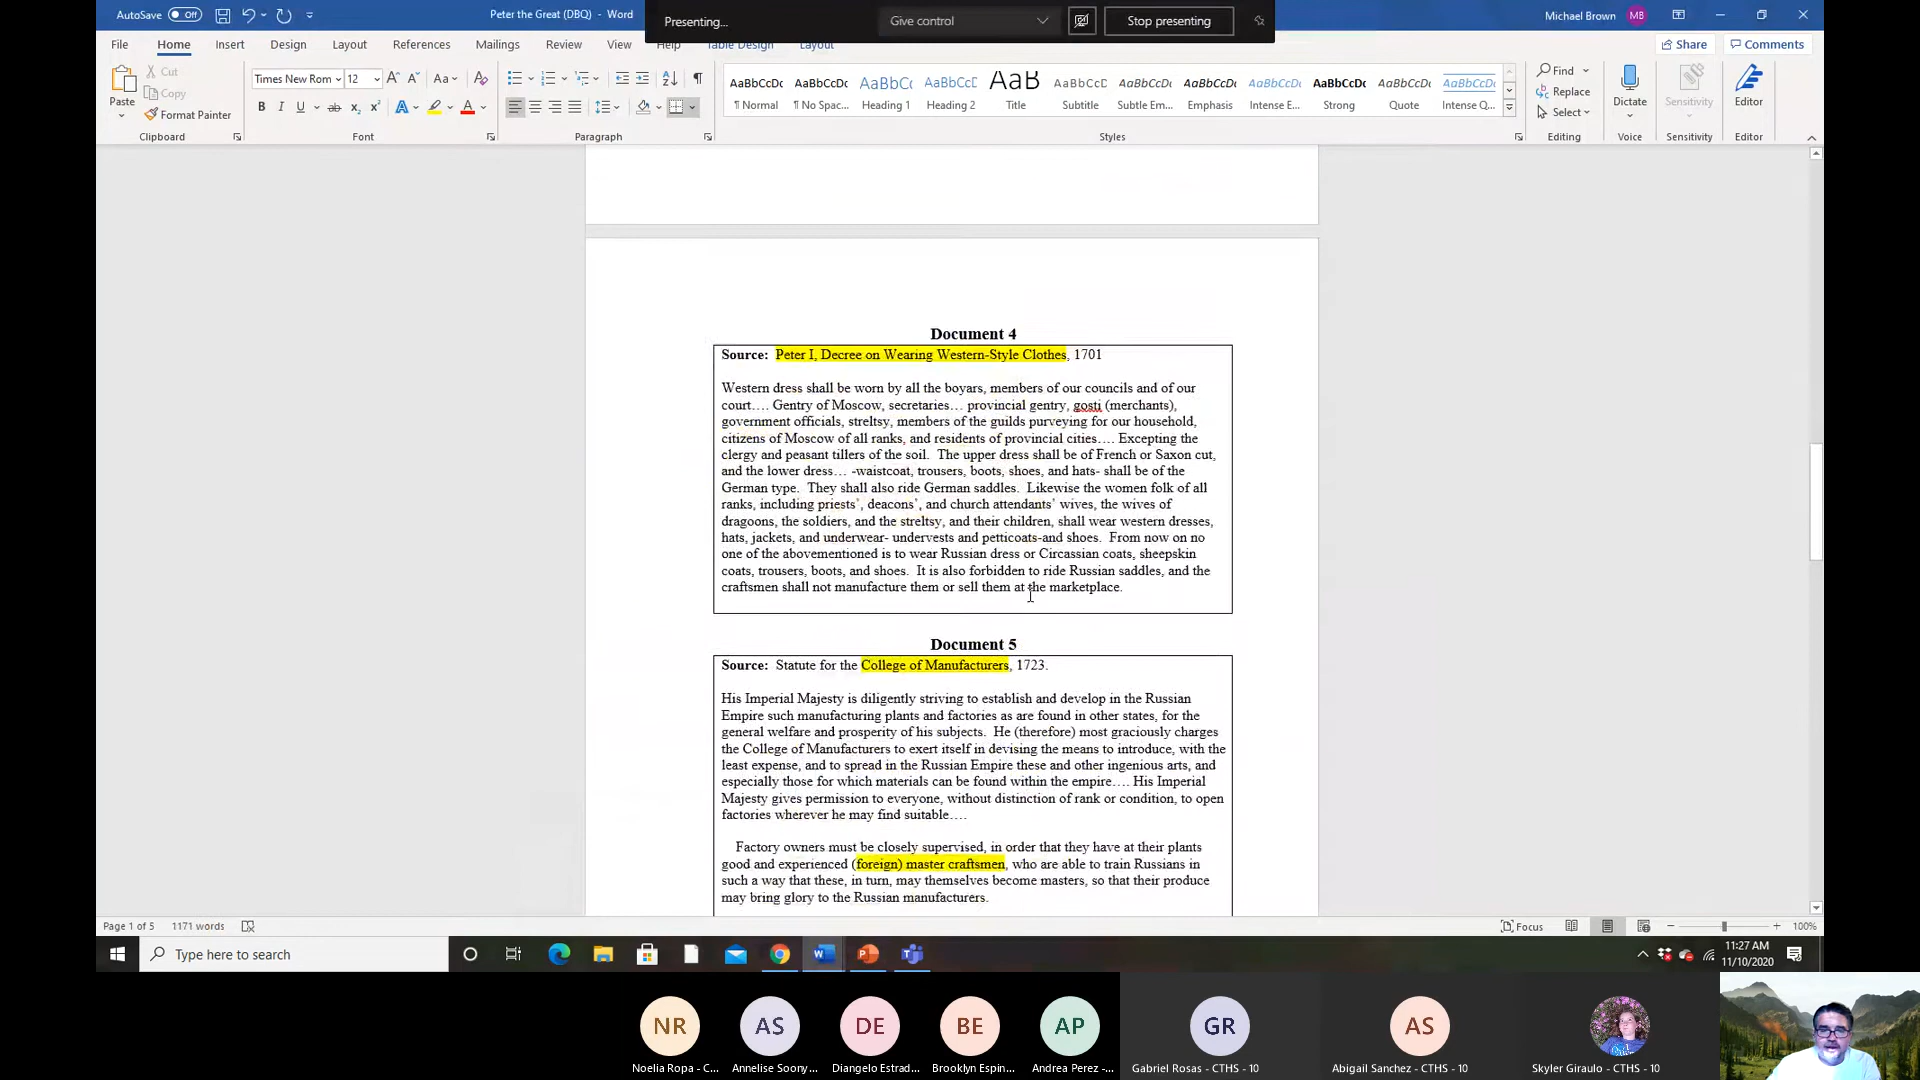 AutoSave Off
Peter the Great (DBQ) - Word
Presenting...
Give control
Stop presenting
Michael Brown MB
File Home Insert Design Layout References Mailings Review View Help Table Design Layout
Share Comments
Paste
Cut
Copy
Format Painter
Times New Rom 12
AaBbCcDc AaBbCcDc AaBbCc AaBbCcD AaB AaBbCcD AaBbCcDc AaBbCcDc AaBbCcDc AaBbCcDc AaBbCcDc AaBbCcDc
¶ Normal ¶ No Spac... Heading 1 Heading 2 Title Subtitle Subtle Em... Emphasis Intense E... Strong Quote Intense Q...
Find
Replace
Select
Dictate Sensitivity Editor
Clipboard Font Paragraph Styles Editing Voice Sensitivity Editor
Document 4
Source: Peter I, Decree on Wearing Western-Style Clothes, 1701
Western dress shall be worn by all the boyars, members of our councils and of our
court.... Gentry of Moscow, secretaries... provincial gentry, gosti (merchants),
government officials, streltsy, members of the guilds purveying for our household,
citizens of Moscow of all ranks, and residents of provincial cities.... Excepting the
clergy and peasant tillers of the soil. The upper dress shall be of French or Saxon cut,
and the lower dress... -waistcoat, trousers, boots, shoes, and hats- shall be of the
German type. They shall also ride German saddles. Likewise the women folk of all
ranks, including priests', deacons', and church attendants' wives, the wives of
dragoons, the soldiers, and the streltsy, and their children, shall wear western dresses,
hats, jackets, and underwear- undervests and petticoats-and shoes. From now on no
one of the abovementioned is to wear Russian dress or Circassian coats, sheepskin
coats, trousers, boots, and shoes. It is also forbidden to ride Russian saddles, and the
craftsmen shall not manufacture them or sell them at the marketplace.
Document 5
Source: Statute for the College of Manufacturers, 1723.
His Imperial Majesty is diligently striving to establish and develop in the Russian
Empire such manufacturing plants and factories as are found in other states, for the
general welfare and prosperity of his subjects. He (therefore) most graciously charges
the College of Manufacturers to exert itself in devising the means to introduce, with the
least expense, and to spread in the Russian Empire these and other ingenious arts, and
especially those for which materials can be found within the empire.... His Imperial
Majesty gives permission to everyone, without distinction of rank or condition, to open
factories wherever he may find suitable....
Factory owners must be closely supervised, in order that they have at their plants
good and experienced (foreign) master craftsmen, who are able to train Russians in
such a way that these, in turn, may themselves become masters, so that their produce
may bring glory to the Russian manufacturers.
Page 1 of 5 1171 words
Focus
100%
Type here to search
11:27 AM
11/10/2020
NR AS DE BE AP GR AS
Noelia Ropa - C... Annelise Soony... Diangelo Estrad... Brooklyn Espin... Andrea Perez -... Gabriel Rosas - CTHS - 10 Abigail Sanchez - CTHS - 10 Skyler Giraulo - CTHS - 10